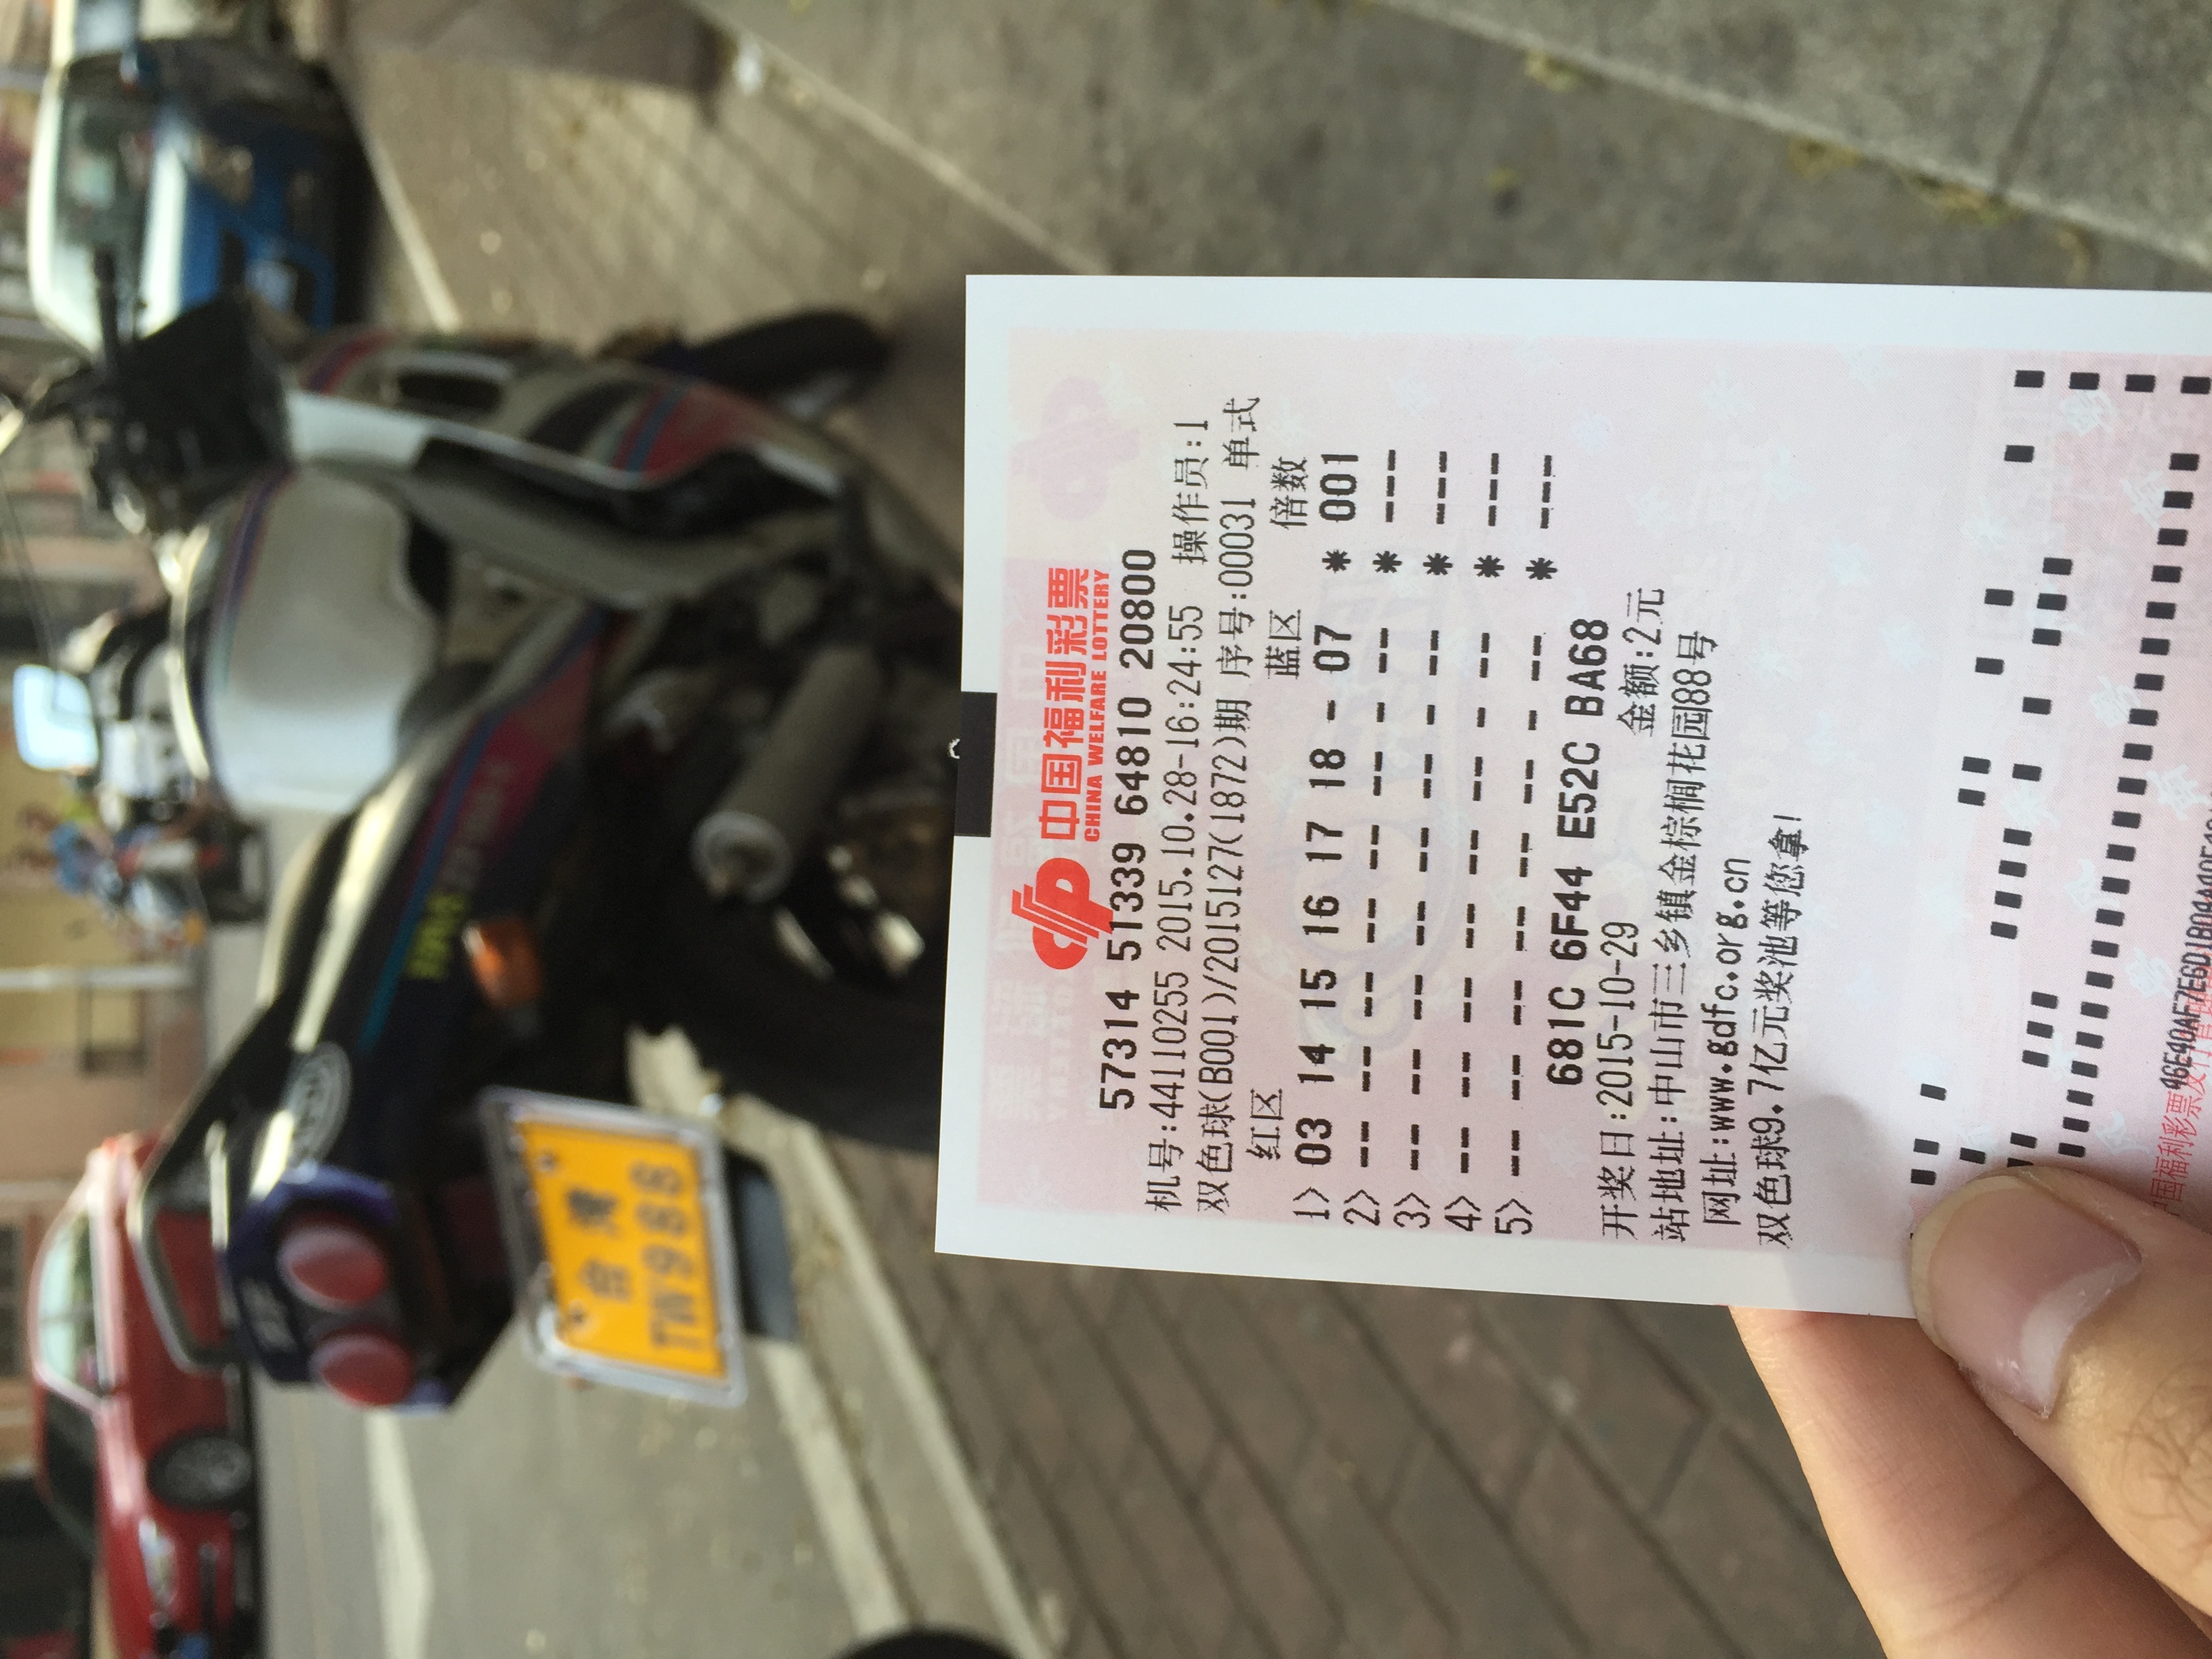 中国福利彩票
CHINA WELFARE LOTTERY
57314 51339 64810 20800
机号:44110255 2015.10.28-16:24:55 操作员:1
双色球(B001)/2015127(1872)期 序号:00031 单式
红区 蓝区 倍数
1> 03 14 15 16 17 18 - 07 * 001
2> -- -- -- -- -- -- - -- * ---
3> -- -- -- -- -- -- - -- * ---
4> -- -- -- -- -- -- - -- * ---
5> -- -- -- -- -- -- - -- * ---
681C 6F44 E52C BA68
开奖日:2015-10-29 金额:2元
站地址:中山市三乡镇金棕榈花园88号
网址:www.gdfc.org.cn
双色球9.7亿元奖池等您拿!
台湾
TW988